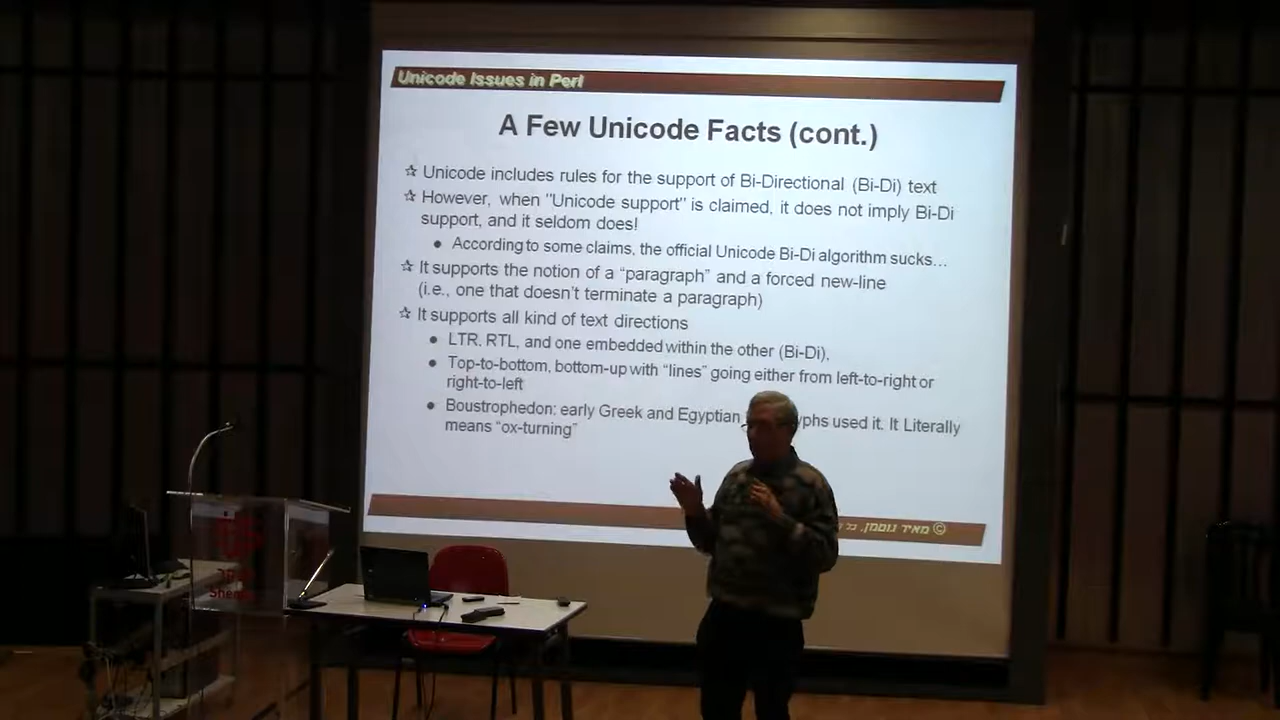 Unicode Issues in Perl
A Few Unicode Facts (cont.)
Unicode includes rules for the support of Bi-Directional (Bi-Di) text
However, when "Unicode support" is claimed, it does not imply Bi-Di
support, and it seldom does!
According to some claims, the official Unicode Bi-Di algorithm sucks...
It supports the notion of a “paragraph” and a forced new-line
(i.e., one that doesn’t terminate a paragraph)
It supports all kind of text directions
LTR, RTL, and one embedded within the other (Bi-Di),
Top-to-bottom, bottom-up with “lines” going either from left-to-right or
right-to-left
Boustrophedon: early Greek and Egyptian yphs used it. It Literally
means “ox-turning”
© מאיר גוטמן, כל